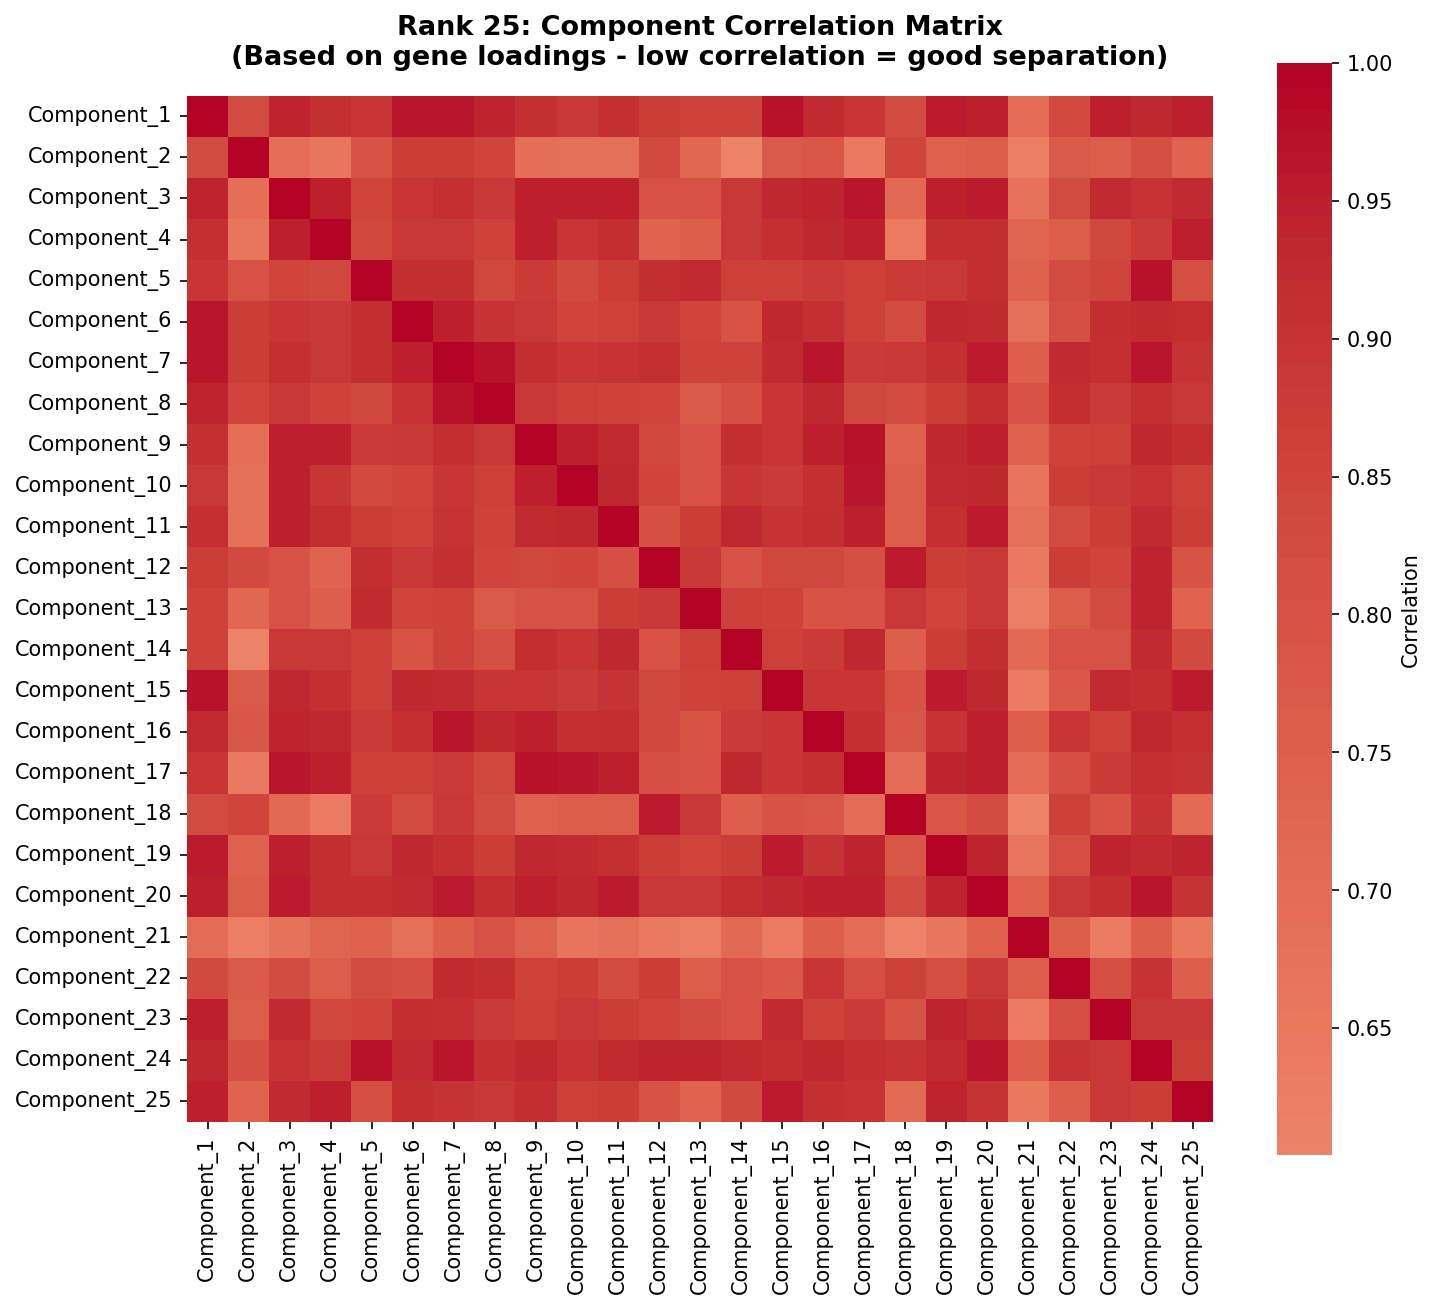 Rank 25: Component Correlation Matrix
(Based on gene loadings - low correlation = good separation)
Component_1
Component_2
Component_3
Component_4
Component_5
Component_6
Component_7
Component_8
Component_9
Component_10
Component_11
Component_12
Component_13
Component_14
Component_15
Component_16
Component_17
Component_18
Component_19
Component_20
Component_21
Component_22
Component_23
Component_24
Component_25
Component_1
Component_2
Component_3
Component_4
Component_5
Component_6
Component_7
Component_8
Component_9
Component_10
Component_11
Component_12
Component_13
Component_14
Component_15
Component_16
Component_17
Component_18
Component_19
Component_20
Component_21
Component_22
Component_23
Component_24
Component_25
1.00
0.95
0.90
0.85
0.80
0.75
0.70
0.65
Correlation